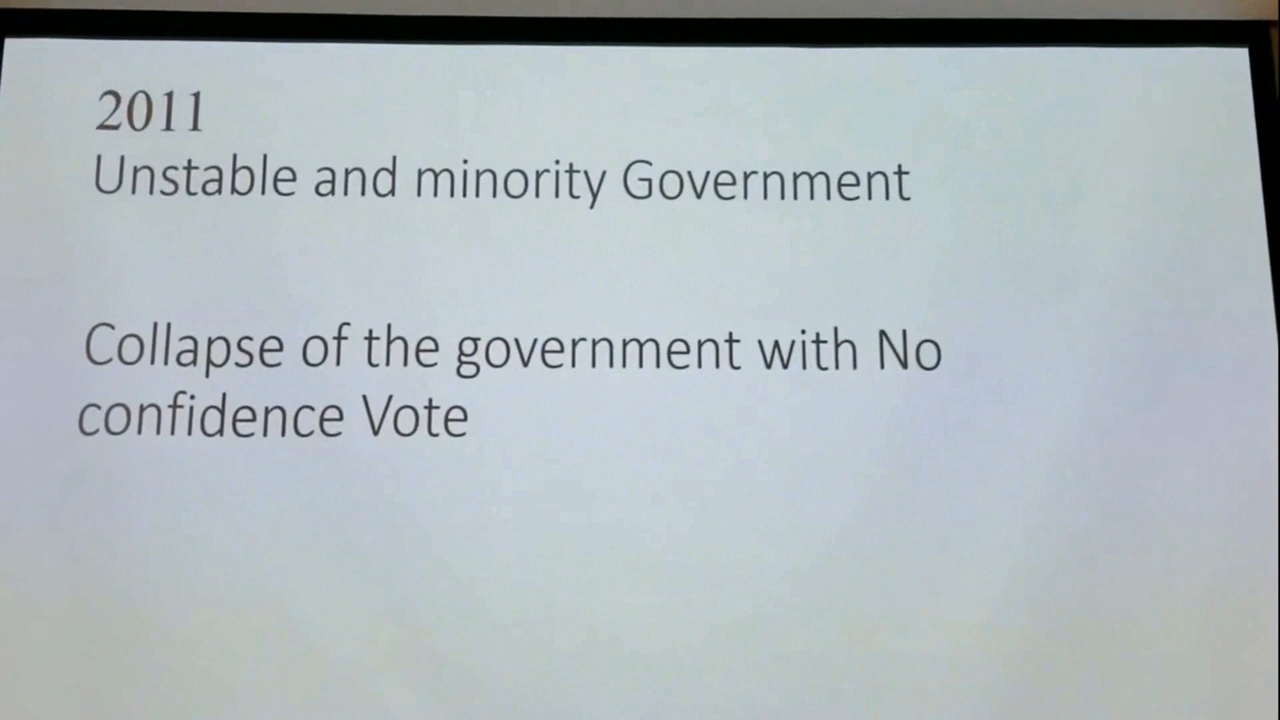 2011
Unstable and minority Government
Collapse of the government with No
confidence Vote